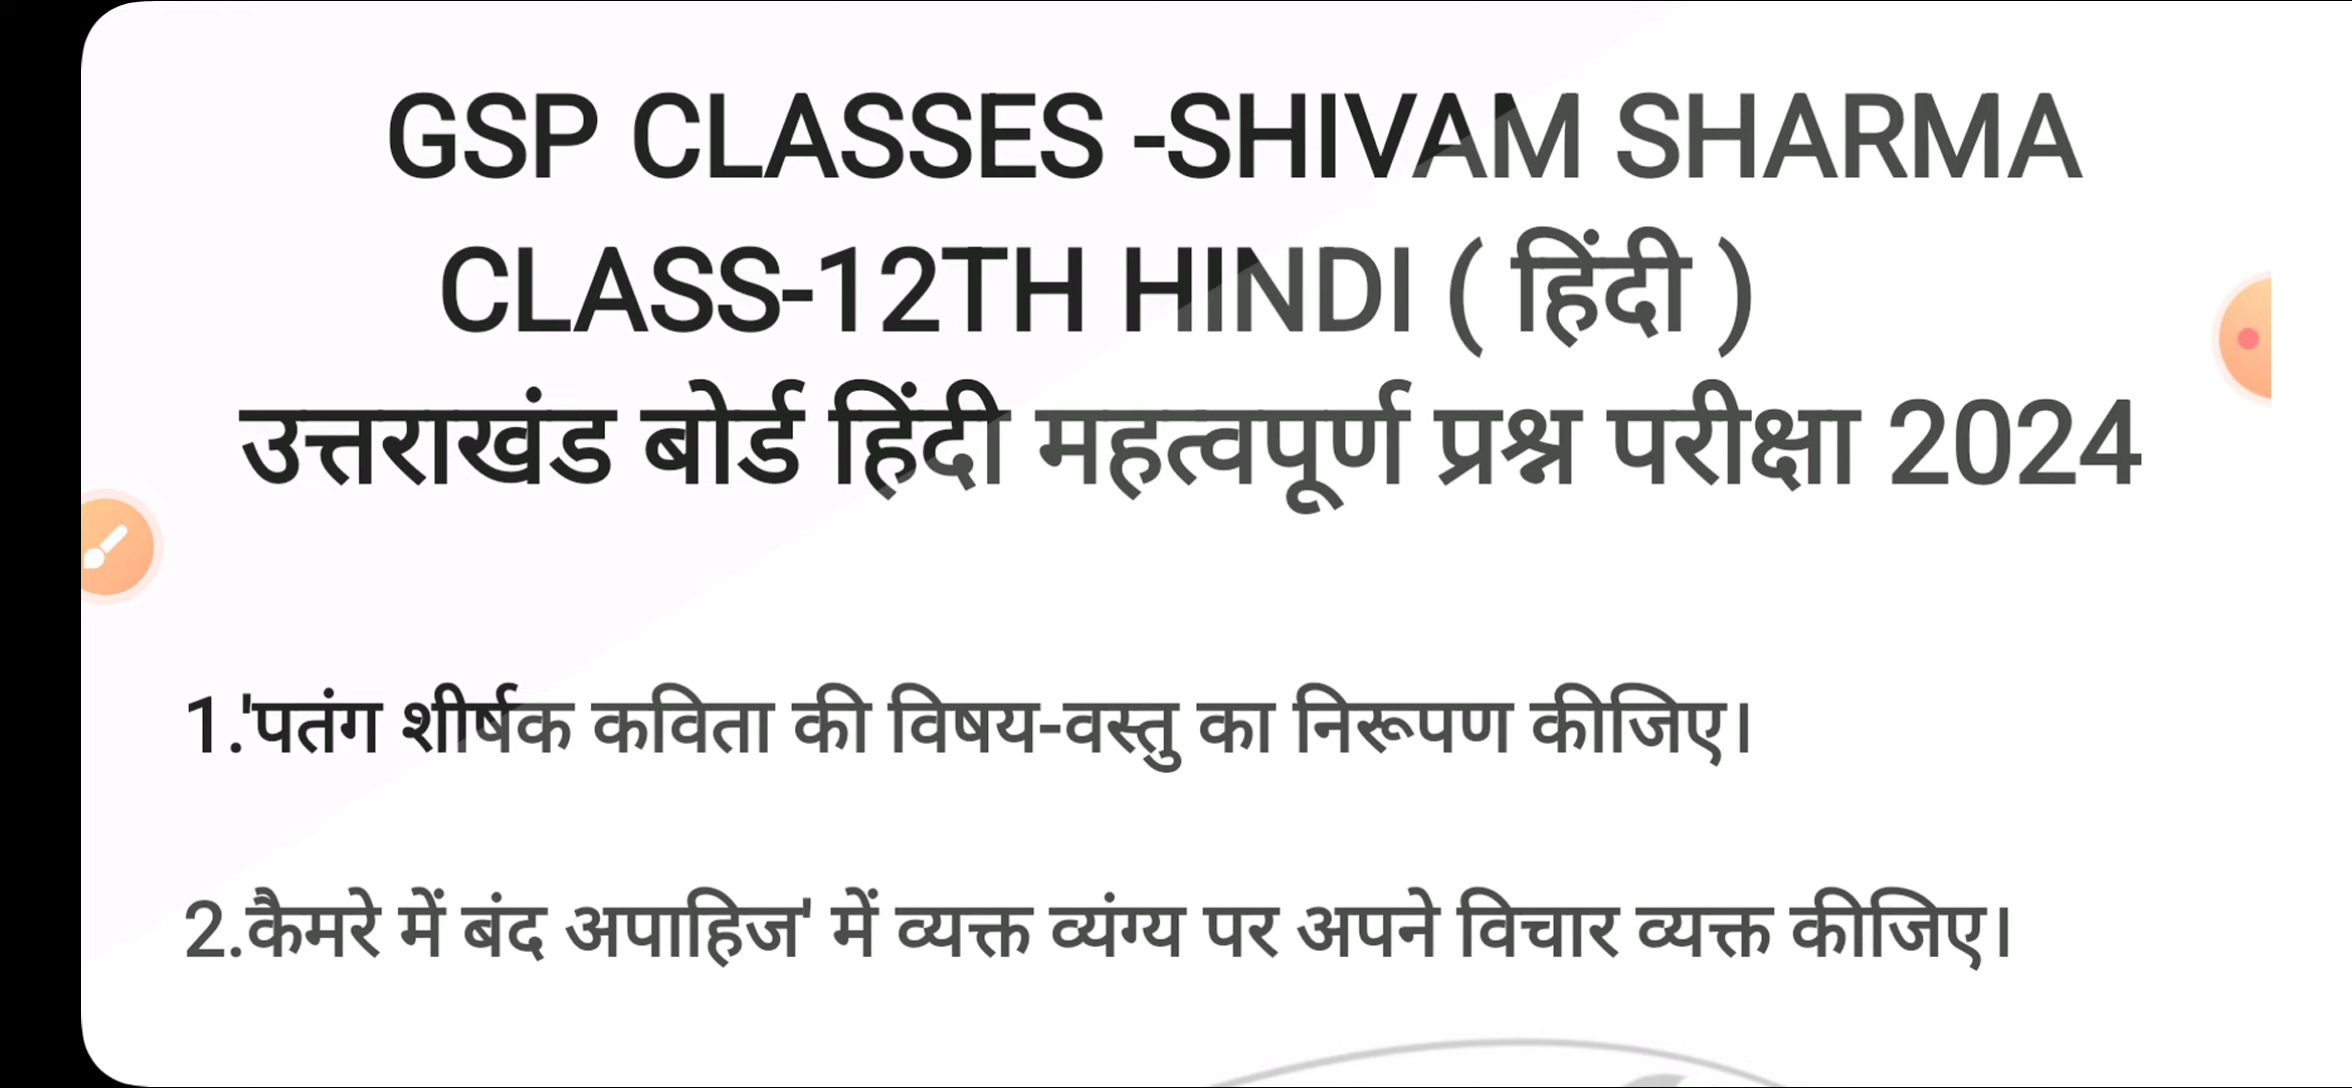 GSP CLASSES -SHIVAM SHARMA
CLASS-12TH HINDI ( हिंदी )
उत्तराखंड बोर्ड हिंदी महत्वपूर्ण प्रश्न परीक्षा 2024
1.'पतंग शीर्षक कविता की विषय-वस्तु का निरूपण कीजिए।
2.कैमरे में बंद अपाहिज' में व्यक्त व्यंग्य पर अपने विचार व्यक्त कीजिए।